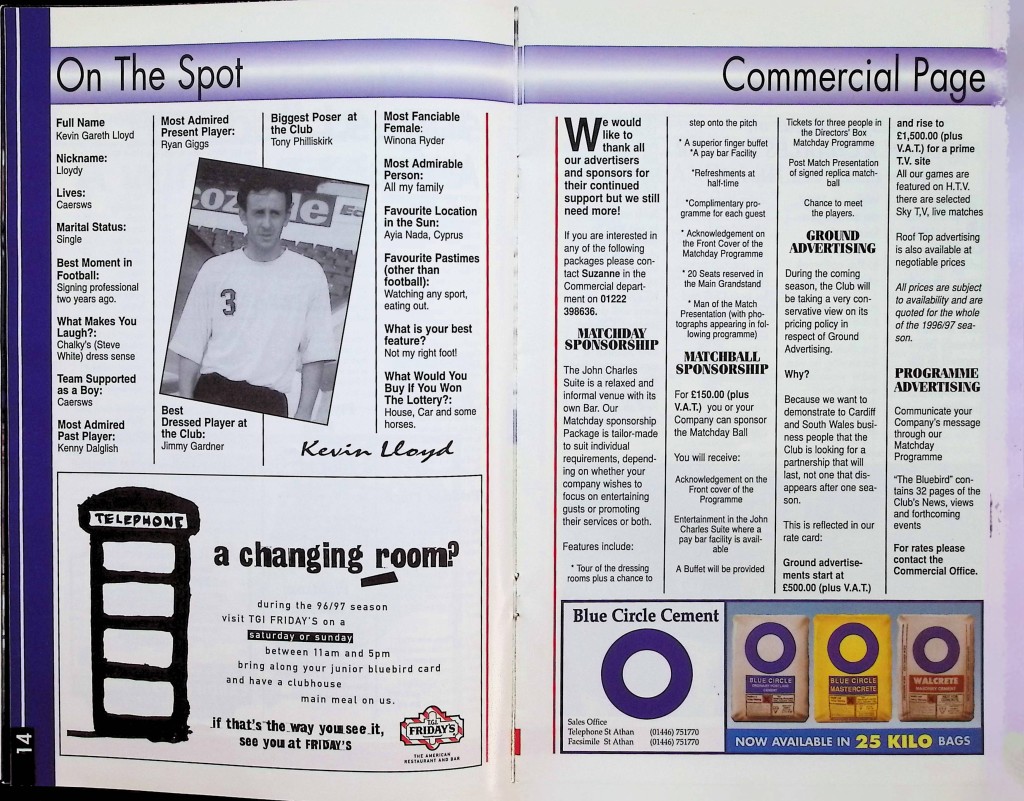 On The Spot
Full Name
Kevin Gareth Lloyd
Nickname:
Lloydy
Lives:
Caersws
Marital Status:
Single
Best Moment in
Football:
Signing professional
two years ago.
What Makes You
Laugh?:
Chalky's (Steve
White) dress sense
Team Supported
as a Boy:
Caersws
Most Admired
Past Player:
Kenny Dalglish
Most Admired
Present Player:
Ryan Giggs
3
Best
Dressed Player at
the Club:
Jimmy Gardner
Biggest Poser at
the Club
Tony Philliskirk
Most Fanciable
Female:
Winona Ryder
Most Admirable
Person:
All my family
Favourite Location
in the Sun:
Ayia Nada, Cyprus
Favourite Pastimes
(other than
football):
Watching any sport,
eating out.
What is your best
feature?
Not my right foot!
What Would You
Buy If You Won
The Lottery?:
House, Car and some
horses.
Kevin Lloyd
TELEPHONE
a changing room?
during the 96/97 season
visit TGI FRIDAY'S on a
saturday or sunday
between 11am and 5pm
bring along your junior bluebird card
and have a clubhouse
main meal on us.
if that's the way you see it,
see you at FRIDAY'S
T.G.I.
FRIDAY'S
THE AMERICAN
RESTAURANT AND BAR
14
Commercial Page
We would
like to
thank all
our advertisers
and sponsors for
their continued
support but we still
need more!
If you are interested in
any of the following
packages please con-
tact Suzanne in the
Commercial depart-
ment on 01222
398636.
MATCHDAY
SPONSORSHIP
The John Charles
Suite is a relaxed and
informal venue with its
own Bar. Our
Matchday sponsorship
Package is tailor-made
to suit individual
requirements, depend-
ing on whether your
company wishes to
focus on entertaining
gusts or promoting
their services or both.
Features include:
* Tour of the dressing
rooms plus a chance to
step onto the pitch
* A superior finger buffet
*A pay bar Facility
*Refreshments at
half-time
*Complimentary pro-
gramme for each guest
* Acknowledgement on
the Front Cover of the
Matchday Programme
* 20 Seats reserved in
the Main Grandstand
* Man of the Match
Presentation (with pho-
tographs appearing in fol-
lowing programme)
MATCHBALL
SPONSORSHIP
For £150.00 (plus
V.A.T.) you or your
Company can sponsor
the Matchday Ball
You will receive:
Acknowledgement on the
Front cover of the
Programme
Entertainment in the John
Charles Suite where a
pay bar facility is avail-
able
A Buffet will be provided
Tickets for three people in
the Directors' Box
Matchday Programme
Post Match Presentation
of signed replica match-
ball
Chance to meet
the players.
GROUND
ADVERTISING
During the coming
season, the Club will
be taking a very con-
servative view on its
pricing policy in
respect of Ground
Advertising.
Why?
Because we want to
demonstrate to Cardiff
and South Wales busi-
ness people that the
Club is looking for a
partnership that will
last, not one that dis-
appears after one sea-
son.
This is reflected in our
rate card:
Ground advertise-
ments start at
£500.00 (plus V.A.T.)
and rise to
£1,500.00 (plus
V.A.T.) for a prime
T.V. site
All our games are
featured on H.T.V.
there are selected
Sky T,V, live matches
Roof Top advertising
is also available at
negotiable prices
All prices are subject
to availability and are
quoted for the whole
of the 1996/97 sea-
son.
PROGRAMME
ADVERTISING
Communicate your
Company's message
through our
Matchday
Programme
"The Bluebird" con-
tains 32 pages of the
Club's News, views
and forthcoming
events
For rates please
contact the
Commercial Office.
Blue Circle Cement
Sales Office
Telephone St Athan (01446) 751770
Facsimile St Athan (01446) 751770
BLUE CIRCLE
CEMENT
BLUE CIRCLE
MASTERCRETE
WALCRETE
MASONRY CEMENT
NOW AVAILABLE IN 25 KILO BAGS